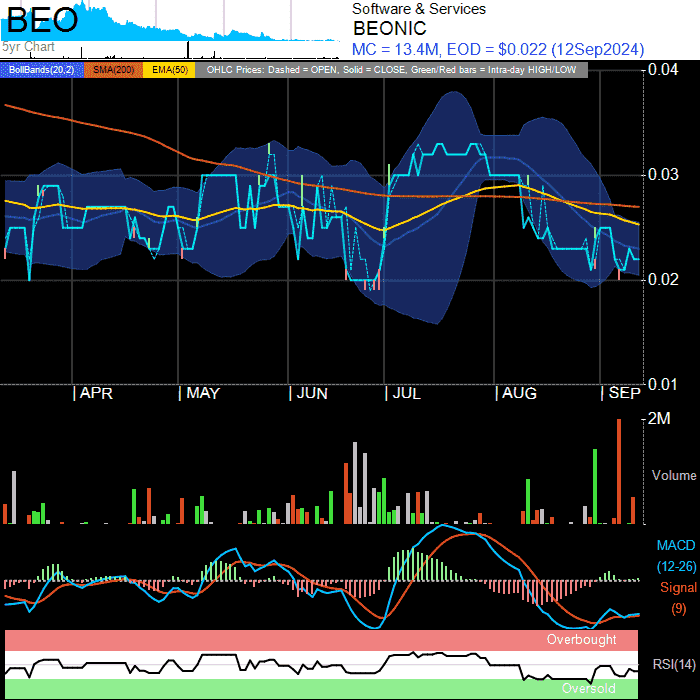 BEO
5yr Chart
Software & Services
BEONIC
MC = 13.4M, EOD = $0.022 (12Sep2024)
BollBands(20,2) SMA(200) EMA(50) OHLC Prices: Dashed = OPEN, Solid = CLOSE, Green/Red bars = Intra-day HIGH/LOW
0.04
0.03
0.02
0.01
APR MAY JUN JUL AUG SEP
2M
Volume
MACD
(12-26)
Signal
(9)
Overbought
RSI(14)
Oversold